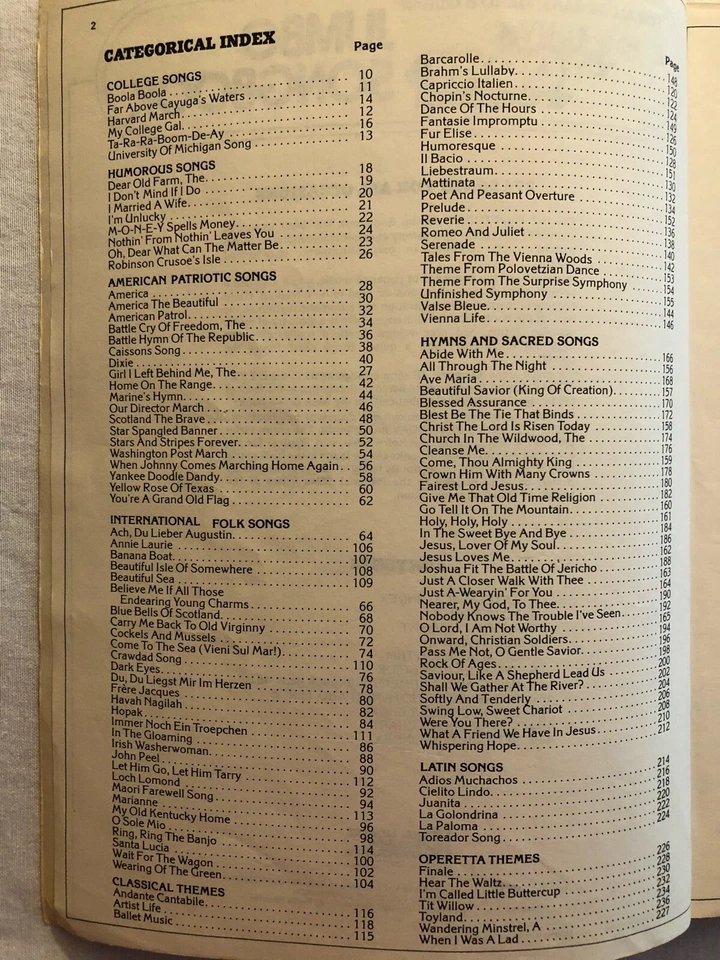 2
CATEGORICAL INDEX
Page
COLLEGE SONGS
Boola Boola 10
Far Above Cayuga's Waters 11
Harvard March 14
My College Gal 12
Ta-Ra-Ra-Boom-De-Ay 16
University Of Michigan Song 13
HUMOROUS SONGS
Dear Old Farm, The 18
I Don't Mind If I Do 19
I Married A Wife 20
I'm Unlucky 21
M-O-N-E-Y Spells Money 22
Nothin' From Nothin' Leaves You 24
Oh, Dear What Can The Matter Be 23
Robinson Crusoe's Isle 26
AMERICAN PATRIOTIC SONGS
America 28
America The Beautiful 30
American Patrol 32
Battle Cry Of Freedom, The 34
Battle Hymn Of The Republic 36
Caissons Song 38
Dixie 40
Girl I Left Behind Me, The 27
Home On The Range 42
Marine's Hymn 44
Our Director March 46
Scotland The Brave 48
Star Spangled Banner 50
Stars And Stripes Forever 52
Washington Post March 54
When Johnny Comes Marching Home Again 56
Yankee Doodle Dandy 58
Yellow Rose Of Texas 60
You're A Grand Old Flag 62
INTERNATIONAL FOLK SONGS
Ach, Du Lieber Augustin 64
Annie Laurie 106
Banana Boat 107
Beautiful Isle Of Somewhere 108
Beautiful Sea 109
Believe Me If All Those
Endearing Young Charms 66
Blue Bells Of Scotland 68
Carry Me Back To Old Virginny 70
Cockels And Mussels 72
Come To The Sea (Vieni Sul Mar!) 74
Crawdad Song 110
Dark Eyes 76
Du, Du Liegst Mir Im Herzen 78
Frère Jacques 80
Havah Nagilah 82
Hopak 84
Immer Noch Ein Troepchen 111
In The Gloaming 86
Irish Washerwoman 88
John Peel 90
Let Him Go, Let Him Tarry 112
Loch Lomond 92
Maori Farewell Song 94
Marianne 113
My Old Kentucky Home 96
O Sole Mio 98
Ring, Ring The Banjo 114
Santa Lucia 100
Wait For The Wagon 102
Wearing Of The Green 104
CLASSICAL THEMES
Andante Cantabile 116
Artist Life 118
Ballet Music 115
Page
Barcarolle 148
Brahm's Lullaby 120
Capriccio Italien 122
Chopin's Nocturne 124
Dance Of The Hours 149
Fantasie Impromptu 126
Fur Elise 150
Humoresque 128
Il Bacio 151
Liebestraum 130
Mattinata 132
Poet And Peasant Overture 134
Prelude 152
Reverie 136
Romeo And Juliet 138
Serenade 140
Tales From The Vienna Woods 142
Theme From Polovetzian Dance 153
Theme From The Surprise Symphony 154
Unfinished Symphony 155
Valse Bleue 144
Vienna Life 146
HYMNS AND SACRED SONGS
Abide With Me 166
All Through The Night 156
Ave Maria 168
Beautiful Savior (King Of Creation) 157
Blessed Assurance 170
Blest Be The Tie That Binds 172
Christ The Lord Is Risen Today 158
Church In The Wildwood, The 174
Cleanse Me 176
Come, Thou Almighty King 159
Crown Him With Many Crowns 178
Fairest Lord Jesus 180
Give Me That Old Time Religion 182
Go Tell It On The Mountain 160
Holy, Holy, Holy 161
In The Sweet Bye And Bye 184
Jesus, Lover Of My Soul 186
Jesus Loves Me 162
Joshua Fit The Battle Of Jericho 188
Just A Closer Walk With Thee 163
Just A-Wearyin' For You 164
Nearer, My God, To Thee 190
Nobody Knows The Trouble I've Seen 192
O Lord, I Am Not Worthy 165
Onward, Christian Soldiers 194
Pass Me Not, O Gentle Savior 196
Rock Of Ages 198
Saviour, Like A Shepherd Lead Us 200
Shall We Gather At The River? 202
Softly And Tenderly 204
Swing Low, Sweet Chariot 206
Were You There? 208
What A Friend We Have In Jesus 210
Whispering Hope 212
LATIN SONGS
Adios Muchachos 214
Cielito Lindo 216
Juanita 218
La Golondrina 220
La Paloma 222
Toreador Song 224
OPERETTA THEMES
Finale 226
Hear The Waltz 228
I'm Called Little Buttercup 230
Tit Willow 232
Toyland 234
Wandering Minstrel, A 236
When I Was A Lad 227